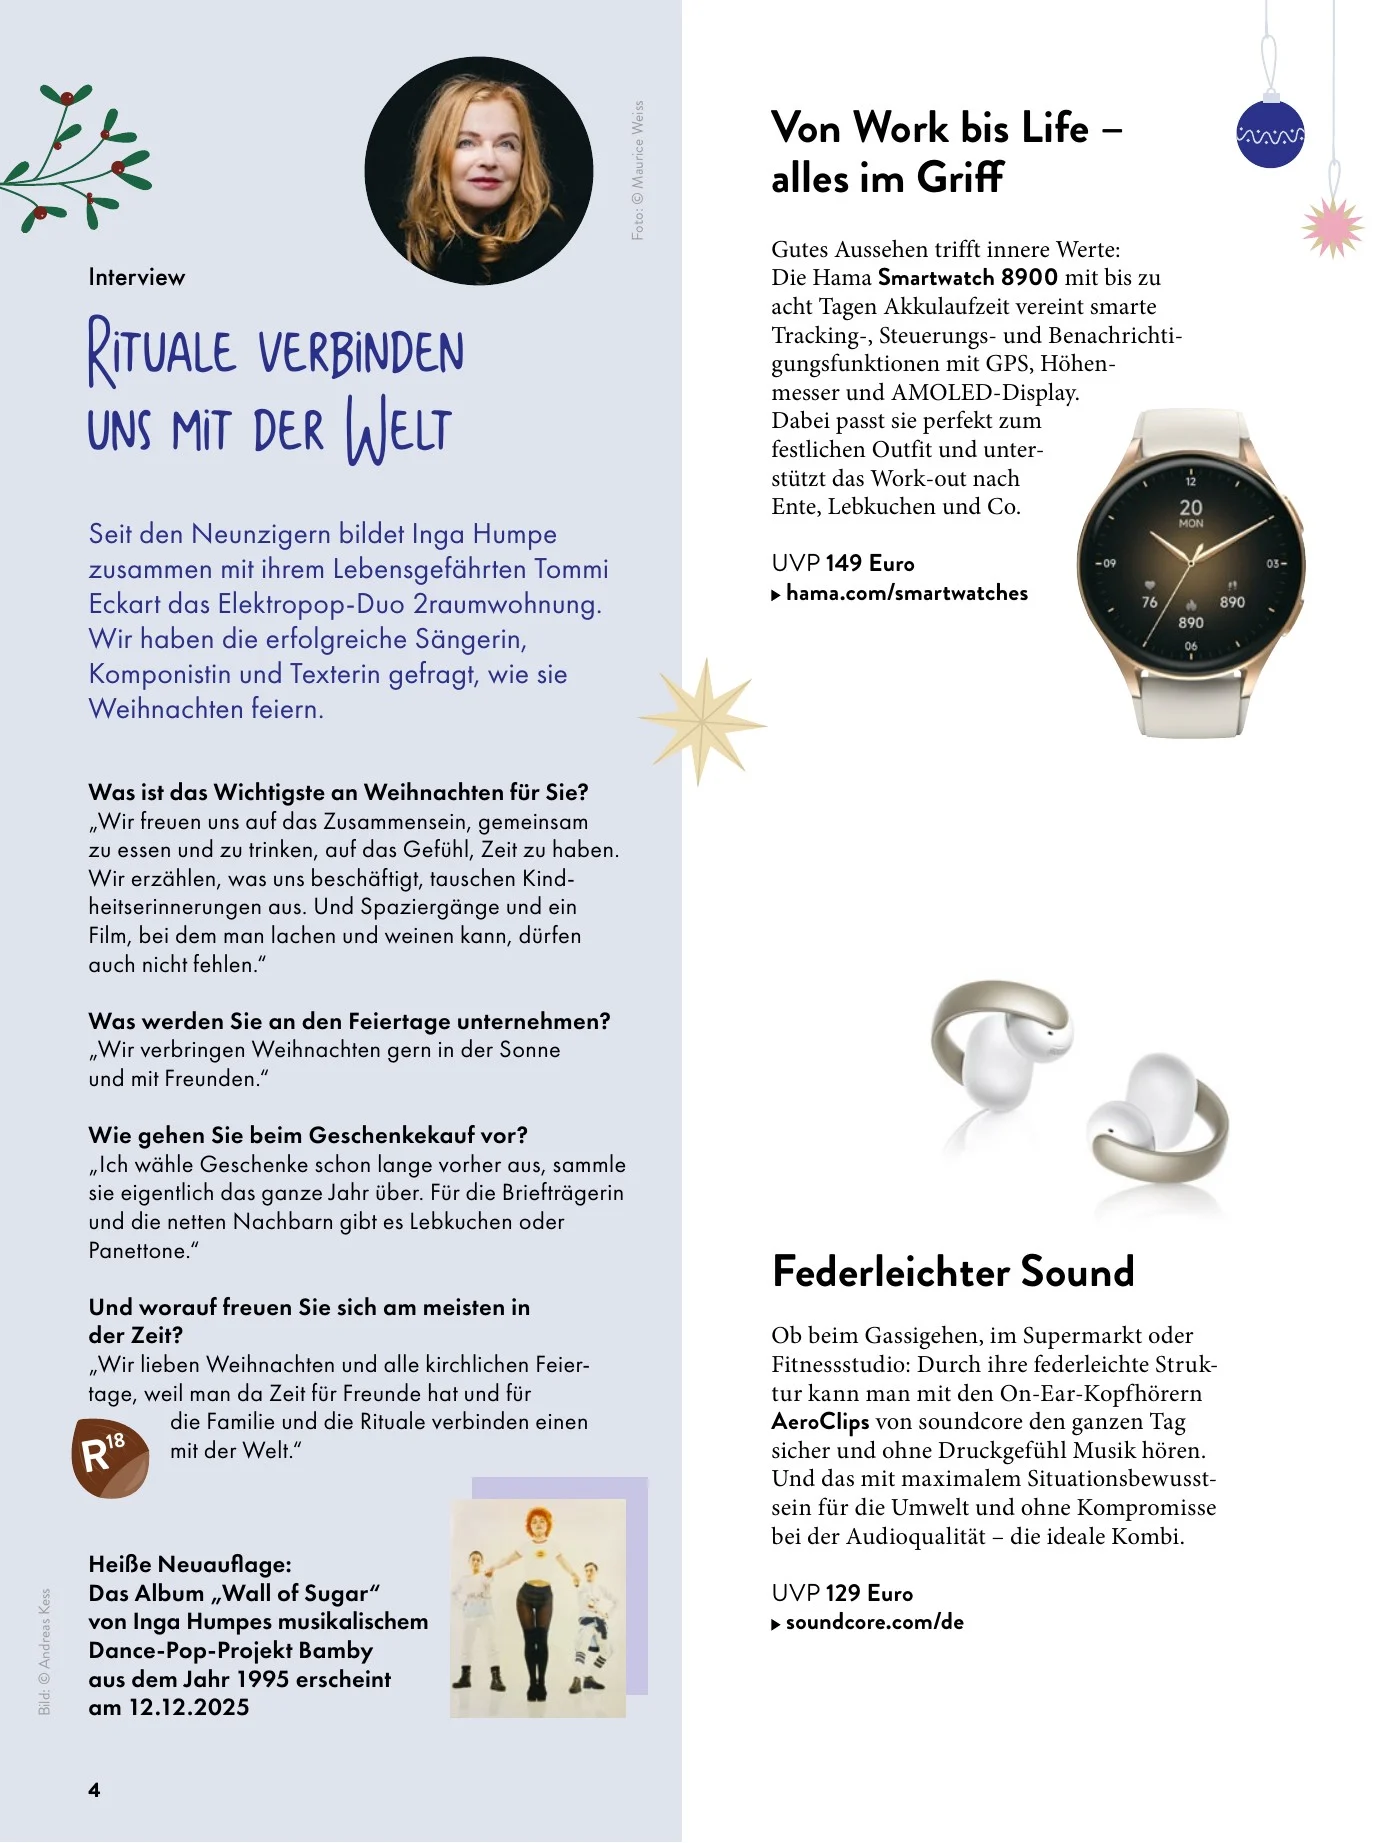 Foto: © Maurice Weiss
Interview
Rituale verbinden
uns mit der Welt
Seit den Neunzigern bildet Inga Humpe
zusammen mit ihrem Lebensgefährten Tommi
Eckart das Elektropop-Duo 2raumwohnung.
Wir haben die erfolgreiche Sängerin,
Komponistin und Texterin gefragt, wie sie
Weihnachten feiern.
Was ist das Wichtigste an Weihnachten für Sie?
„Wir freuen uns auf das Zusammensein, gemeinsam
zu essen und zu trinken, auf das Gefühl, Zeit zu haben.
Wir erzählen, was uns beschäftigt, tauschen Kind-
heitserinnerungen aus. Und Spaziergänge und ein
Film, bei dem man lachen und weinen kann, dürfen
auch nicht fehlen.“
Was werden Sie an den Feiertage unternehmen?
„Wir verbringen Weihnachten gern in der Sonne
und mit Freunden.“
Wie gehen Sie beim Geschenkekauf vor?
„Ich wähle Geschenke schon lange vorher aus, sammle
sie eigentlich das ganze Jahr über. Für die Briefträgerin
und die netten Nachbarn gibt es Lebkuchen oder
Panettone.“
Und worauf freuen Sie sich am meisten in
der Zeit?
„Wir lieben Weihnachten und alle kirchlichen Feier-
tage, weil man da Zeit für Freunde hat und für
die Familie und die Rituale verbinden einen
mit der Welt.“
R18
Heiße Neuauflage:
Das Album „Wall of Sugar“
von Inga Humpes musikalischem
Dance-Pop-Projekt Bamby
aus dem Jahr 1995 erscheint
am 12.12.2025
Bild: © Andreas Kess
4
Von Work bis Life –
alles im Griff
Gutes Aussehen trifft innere Werte:
Die Hama Smartwatch 8900 mit bis zu
acht Tagen Akkulaufzeit vereint smarte
Tracking-, Steuerungs- und Benachrichti-
gungsfunktionen mit GPS, Höhen-
messer und AMOLED-Display.
Dabei passt sie perfekt zum
festlichen Outfit und unter-
stützt das Work-out nach
Ente, Lebkuchen und Co.
UVP 149 Euro
▸ hama.com/smartwatches
12
20
MON
09
03
76
890
890
06
Federleichter Sound
Ob beim Gassigehen, im Supermarkt oder
Fitnessstudio: Durch ihre federleichte Struk-
tur kann man mit den On-Ear-Kopfhörern
AeroClips von soundcore den ganzen Tag
sicher und ohne Druckgefühl Musik hören.
Und das mit maximalem Situationsbewusst-
sein für die Umwelt und ohne Kompromisse
bei der Audioqualität – die ideale Kombi.
UVP 129 Euro
▸ soundcore.com/de